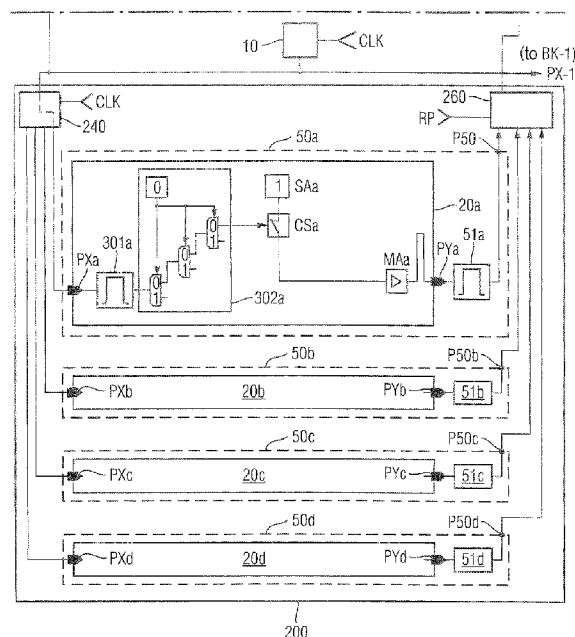 10
CLK
(to BK-1)
PX-1
CLK
240
260
RP
50a
P50
0
1
SAa
0
1
CSa
20a
0
1
301a
PXa
0
1
MAa
PYa
51a
302a
50b
P50b
PXb
20b
PYb
51b
50c
P50c
PXc
20c
PYc
51c
50d
P50d
PXd
20d
PYd
51d
200